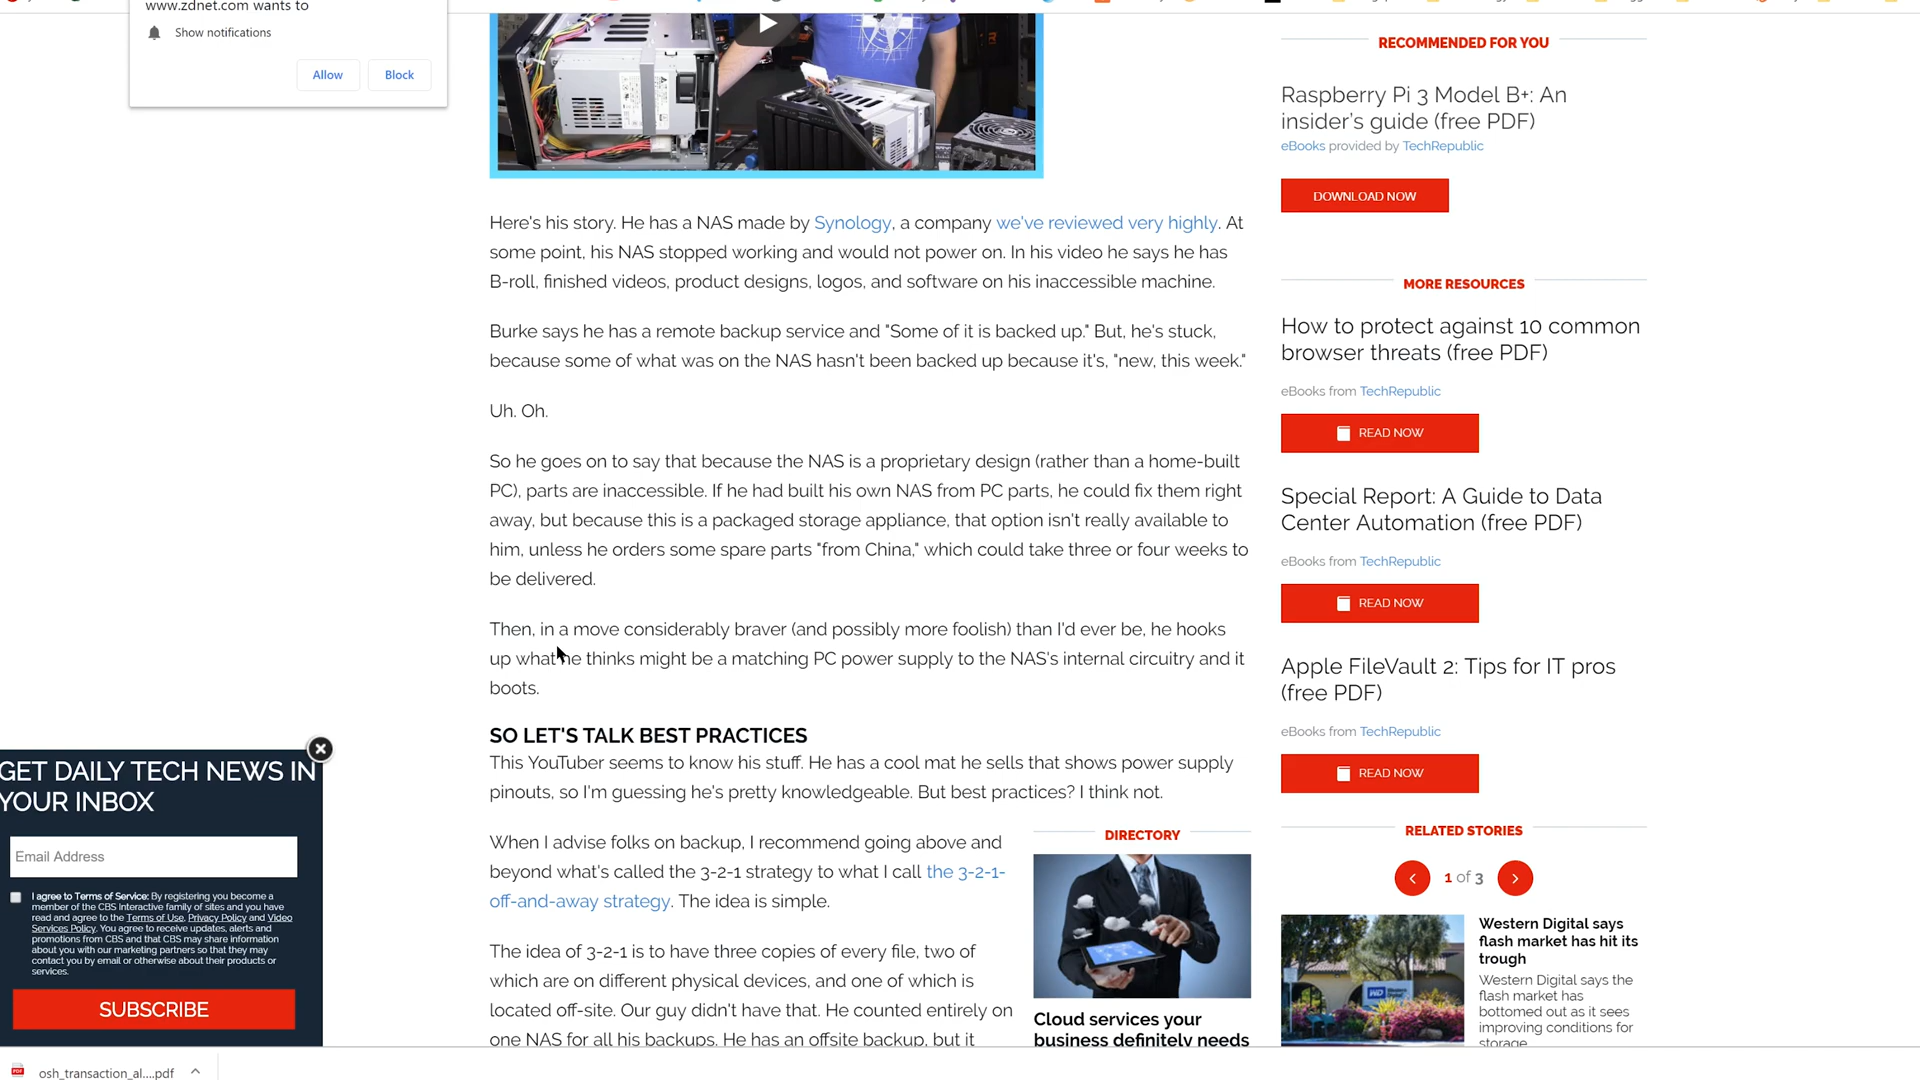 www.zdnet.com wants to
Show notifications
Allow
Block
Here's his story. He has a NAS made by Synology, a company we've reviewed very highly. At
some point, his NAS stopped working and would not power on. In his video he says he has
B-roll, finished videos, product designs, logos, and software on his inaccessible machine.
Burke says he has a remote backup service and "Some of it is backed up." But, he's stuck,
because some of what was on the NAS hasn't been backed up because it's, "new, this week."
Uh. Oh.
So he goes on to say that because the NAS is a proprietary design (rather than a home-built
PC), parts are inaccessible. If he had built his own NAS from PC parts, he could fix them right
away, but because this is a packaged storage appliance, that option isn't really available to
him, unless he orders some spare parts "from China," which could take three or four weeks to
be delivered.
Then, in a move considerably braver (and possibly more foolish) than I'd ever be, he hooks
up what he thinks might be a matching PC power supply to the NAS's internal circuitry and it
boots.
SO LET'S TALK BEST PRACTICES
This YouTuber seems to know his stuff. He has a cool mat he sells that shows power supply
pinouts, so I'm guessing he's pretty knowledgeable. But best practices? I think not.
When I advise folks on backup, I recommend going above and
beyond what's called the 3-2-1 strategy to what I call the 3-2-1-
off-and-away strategy. The idea is simple.
The idea of 3-2-1 is to have three copies of every file, two of
which are on different physical devices, and one of which is
located off-site. Our guy didn't have that. He counted entirely on
one NAS for all his backups. He has an offsite backup, but it
DIRECTORY
Cloud services your
business definitely needs
RECOMMENDED FOR YOU
Raspberry Pi 3 Model B+: An
insider's guide (free PDF)
eBooks provided by TechRepublic
DOWNLOAD NOW
MORE RESOURCES
How to protect against 10 common
browser threats (free PDF)
eBooks from TechRepublic
READ NOW
Special Report: A Guide to Data
Center Automation (free PDF)
eBooks from TechRepublic
READ NOW
Apple FileVault 2: Tips for IT pros
(free PDF)
eBooks from TechRepublic
READ NOW
RELATED STORIES
1 of 3
WD
Western Digital says
flash market has hit its
trough
Western Digital says the
flash market has
bottomed out as it sees
improving conditions for
storage
GET DAILY TECH NEWS IN
YOUR INBOX
Email Address
I agree to Terms of Service: By registering you become a
member of the CBS Interactive family of sites and you have
read and agree to the Terms of Use, Privacy Policy and Video
Services Policy. You agree to receive updates, alerts and
promotions from CBS and that CBS may share information
about you with our marketing partners so that they may
contact you by email or otherwise about their products or
services.
SUBSCRIBE
osh_transaction_al....pdf